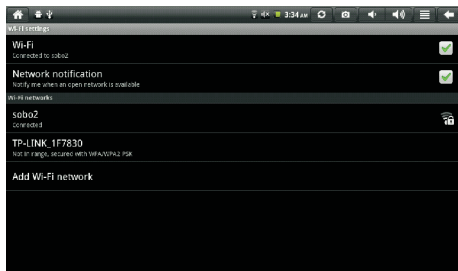 3:34 AM
Wi-Fi settings
Wi-Fi
Connected to sobo2
Network notification
Notify me when an open network is available
Wi-Fi networks
sobo2
Connected
TP-LINK_1F7830
Not in range, secured with WPA/WPA2 PSK
Add Wi-Fi network